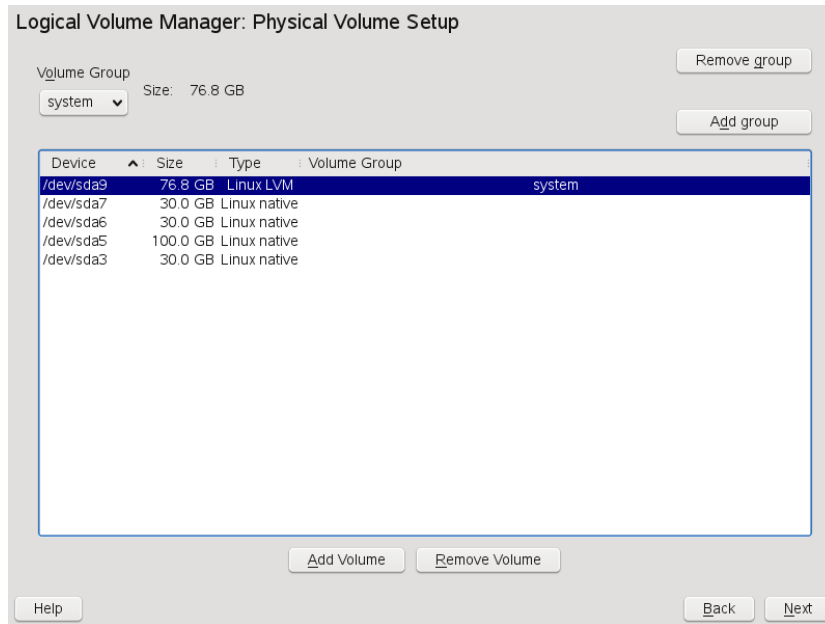 Logical Volume Manager: Physical Volume Setup
Remove group
Volume Group
system
Size: 76.8 GB
Add group
Device Size Type Volume Group
/dev/sda9 76.8 GB Linux LVM system
/dev/sda7 30.0 GB Linux native
/dev/sda6 30.0 GB Linux native
/dev/sda5 100.0 GB Linux native
/dev/sda3 30.0 GB Linux native
Add Volume Remove Volume
Help Back Next